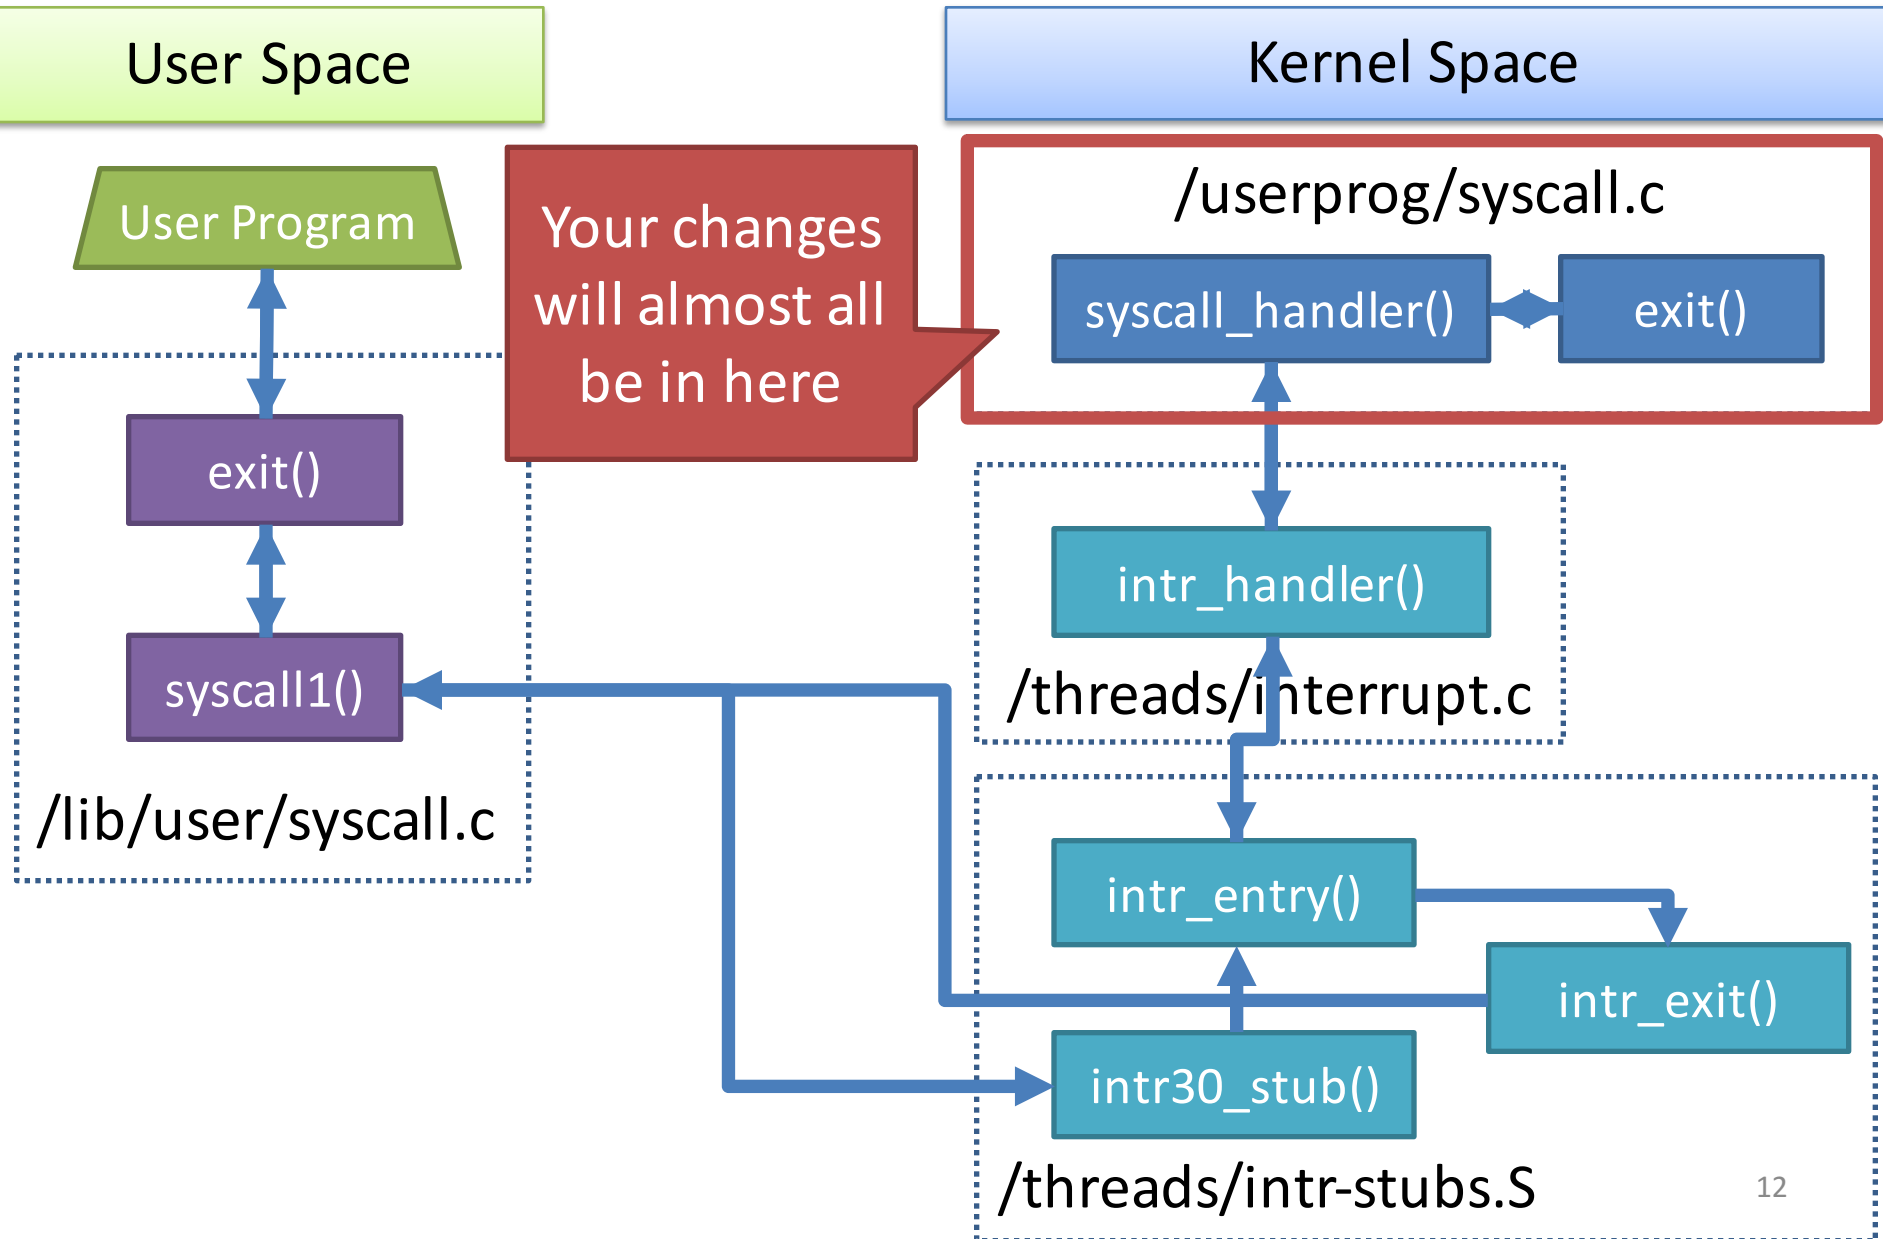 User Space
Kernel Space
User Program
Your changes
will almost all
be in here
/userprog/syscall.c
syscall_handler()
exit()
exit()
syscall1()
/lib/user/syscall.c
intr_handler()
/threads/interrupt.c
intr_entry()
intr_exit()
intr30_stub()
/threads/intr-stubs.S
12